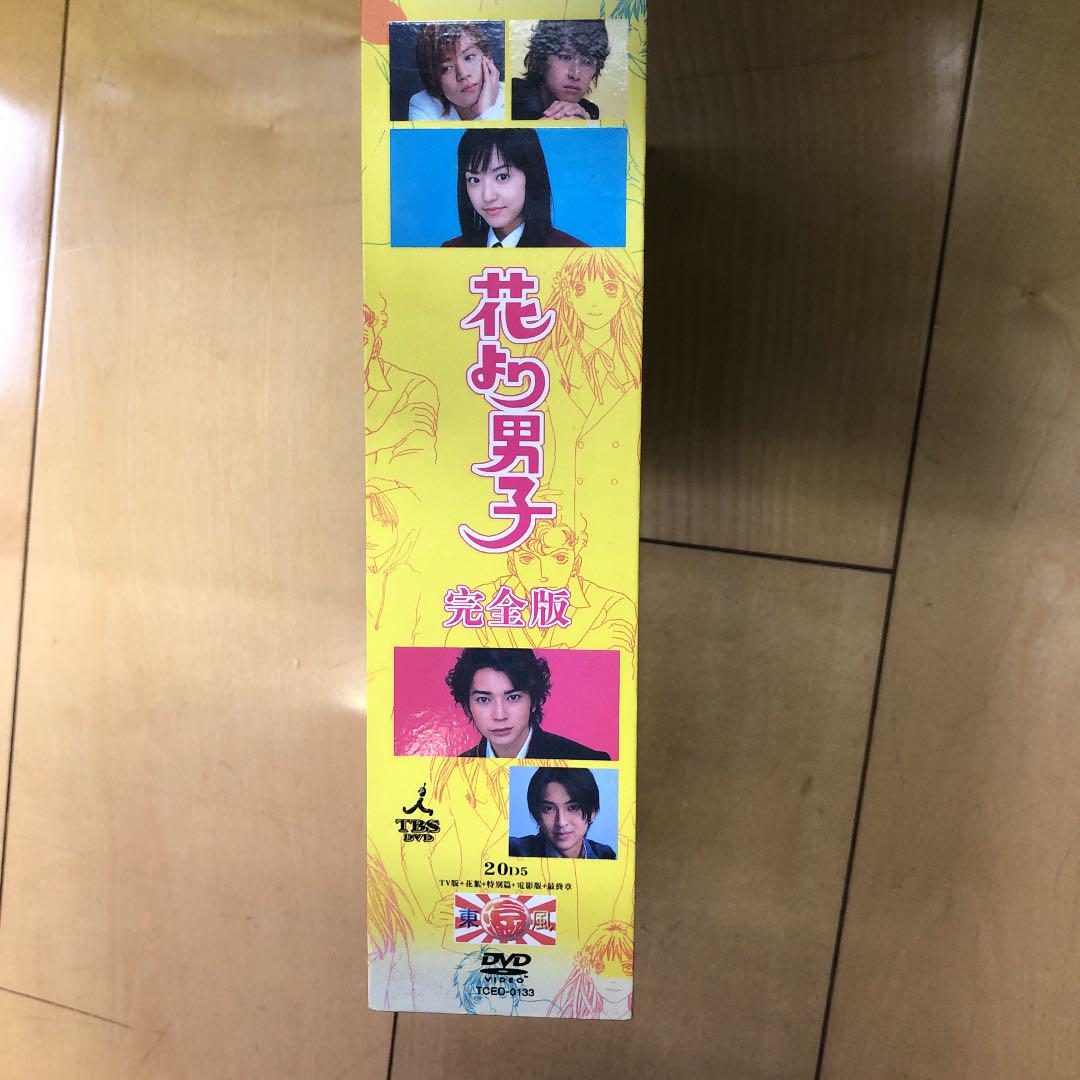 花より男子
完全版
TBS
DVD
20D5
TV版+花絮+特別篇+電影版+最終章
東 風
DVD
VIDEO™
TCED-0133